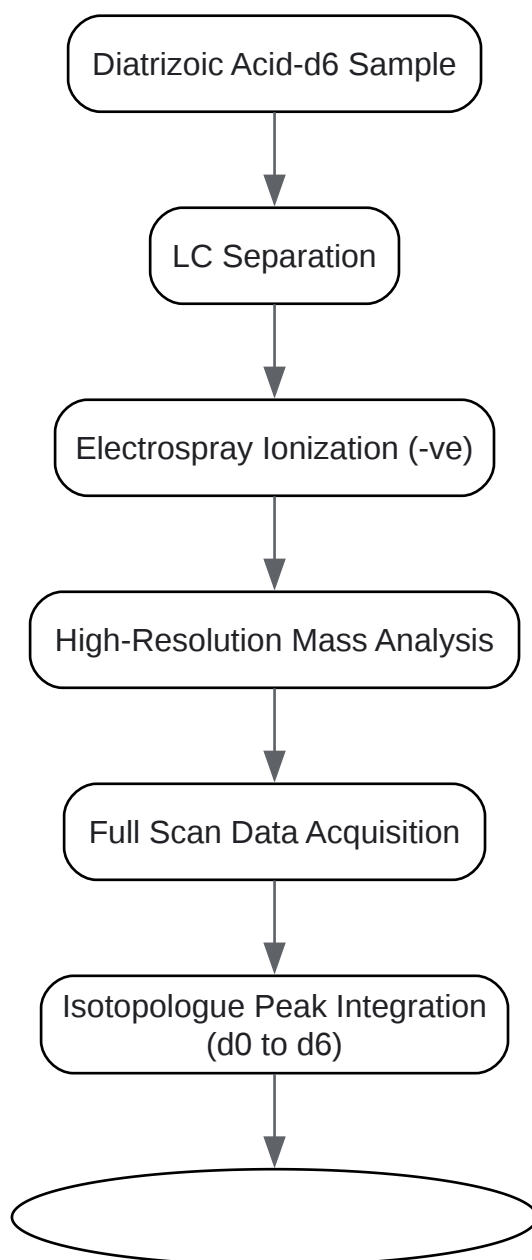 Diatrizoic Acid-d6 Sample
LC Separation
Electrospray Ionization (-ve)
High-Resolution Mass Analysis
Full Scan Data Acquisition
Isotopologue Peak Integration
(d0 to d6)